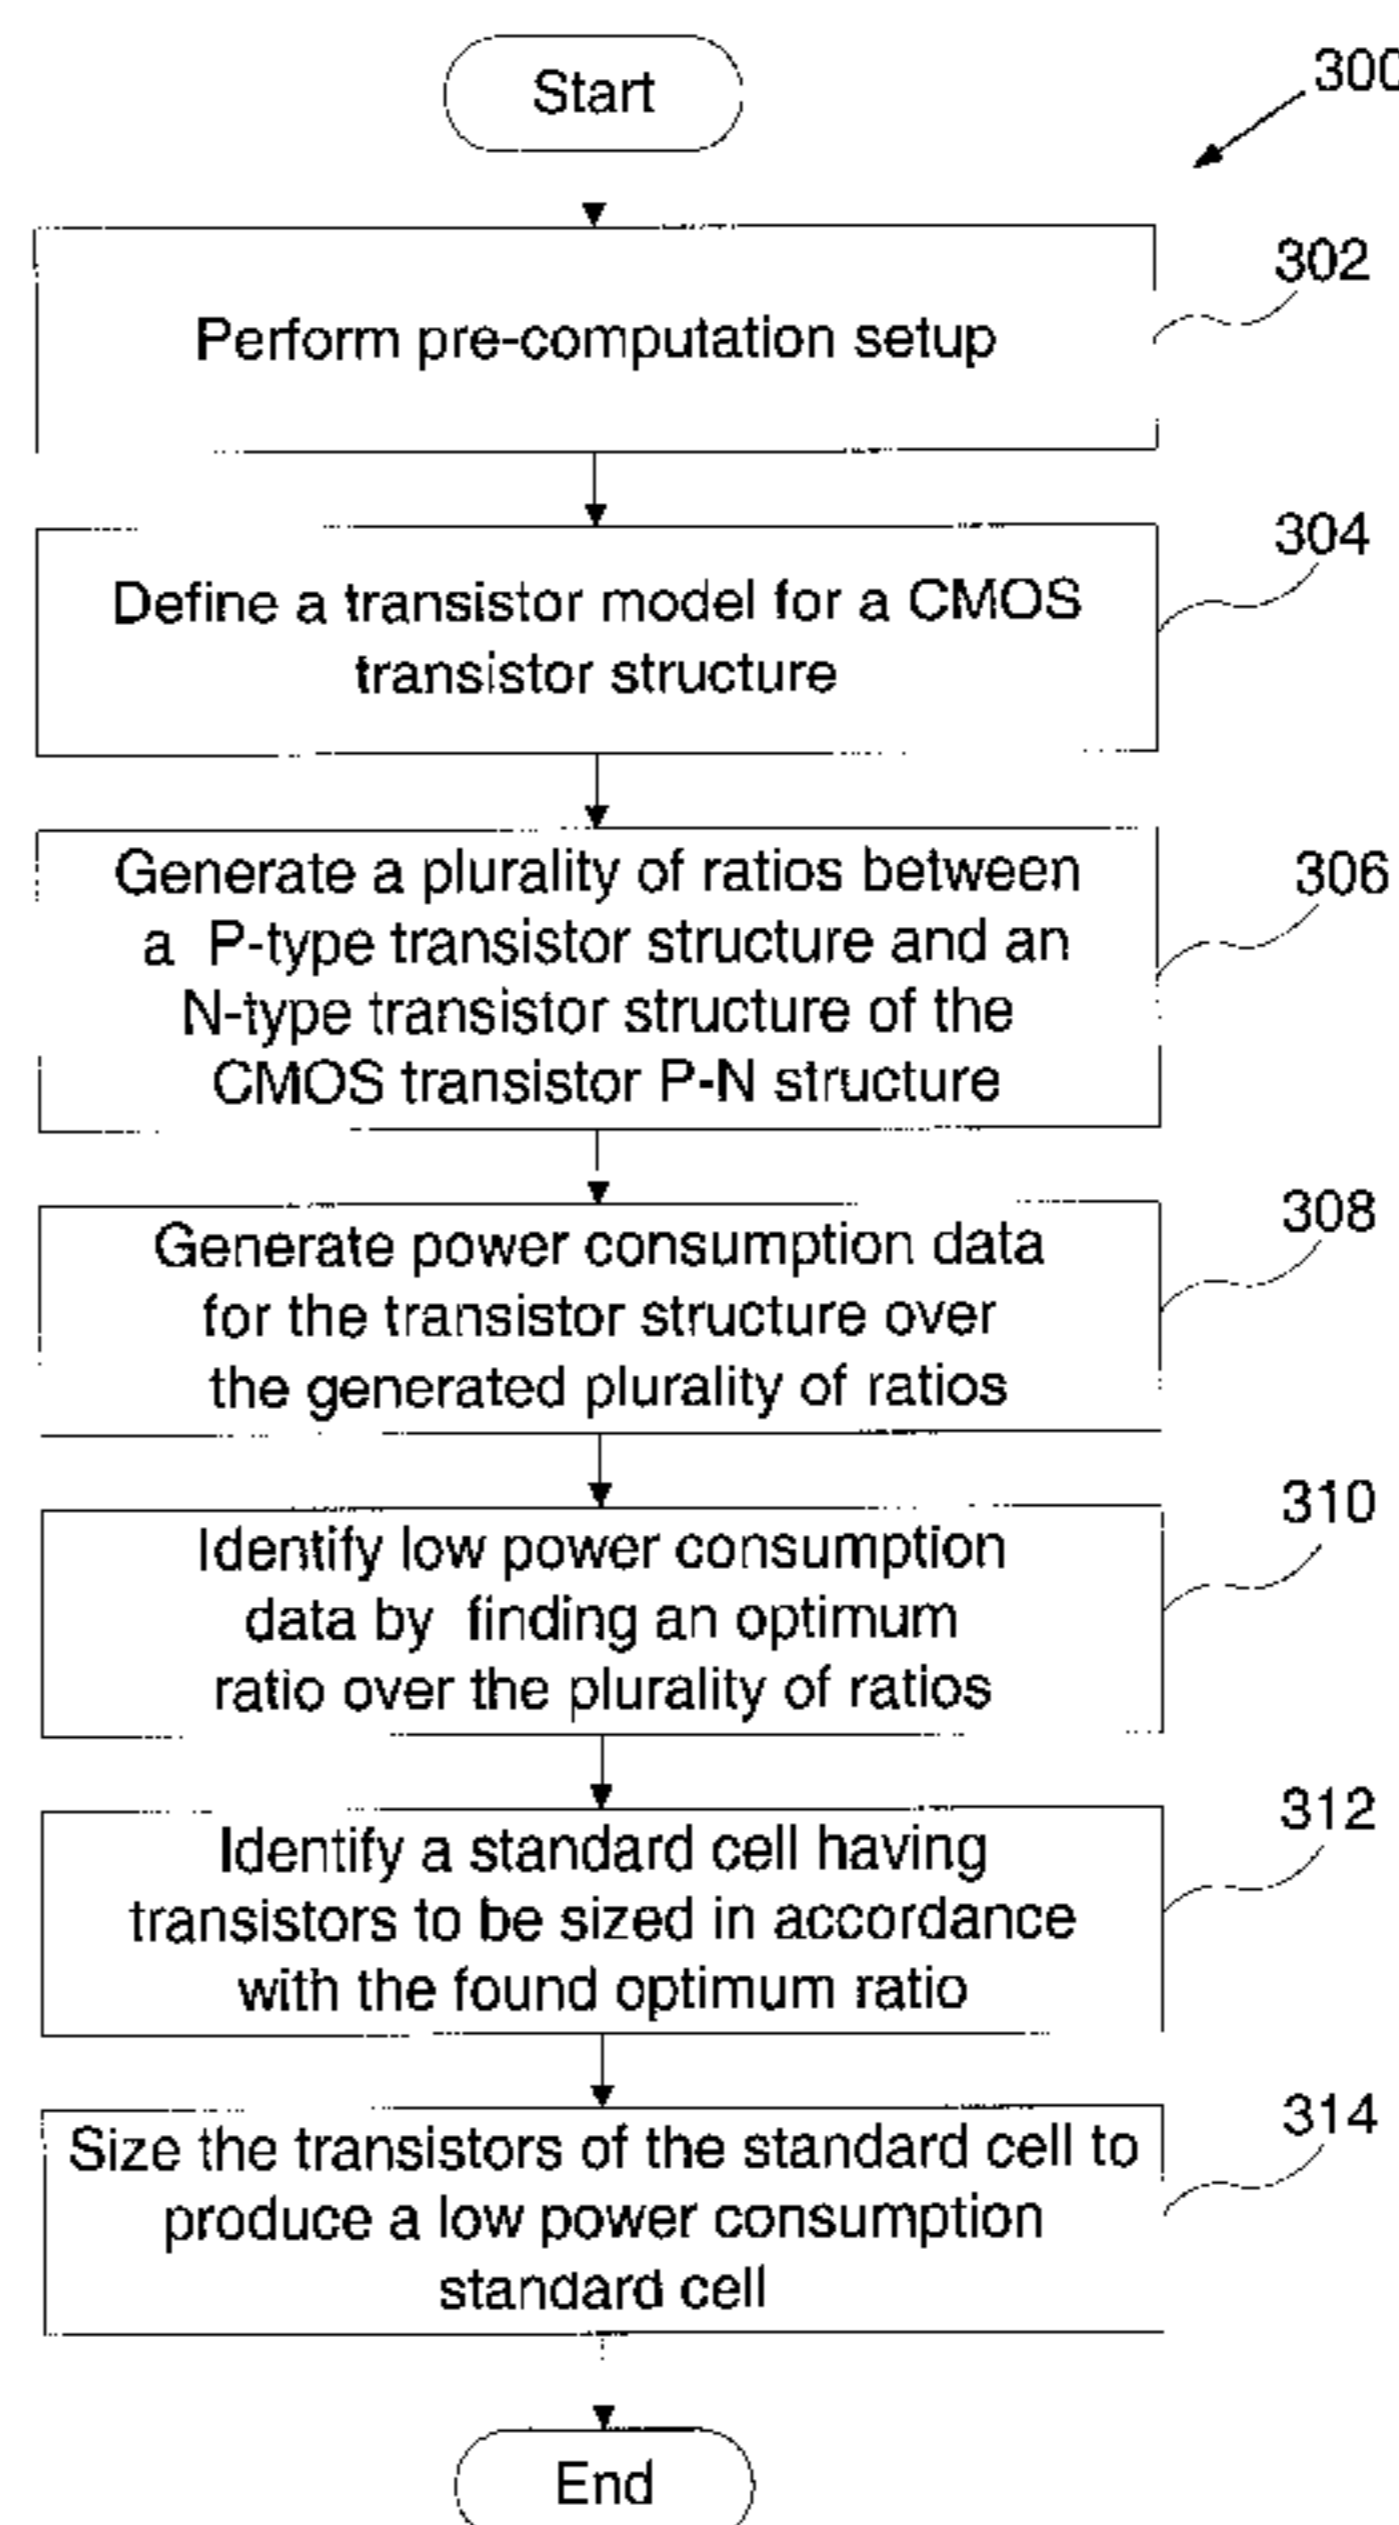 Start
300
302
Perform pre-computation setup
304
Define a transistor model for a CMOS
transistor structure
306
Generate a plurality of ratios between
a P-type transistor structure and an
N-type transistor structure of the
CMOS transistor P-N structure
308
Generate power consumption data
for the transistor structure over
the generated plurality of ratios
310
Identify low power consumption
data by finding an optimum
ratio over the plurality of ratios
312
Identify a standard cell having
transistors to be sized in accordance
with the found optimum ratio
314
Size the transistors of the standard cell to
produce a low power consumption
standard cell
End